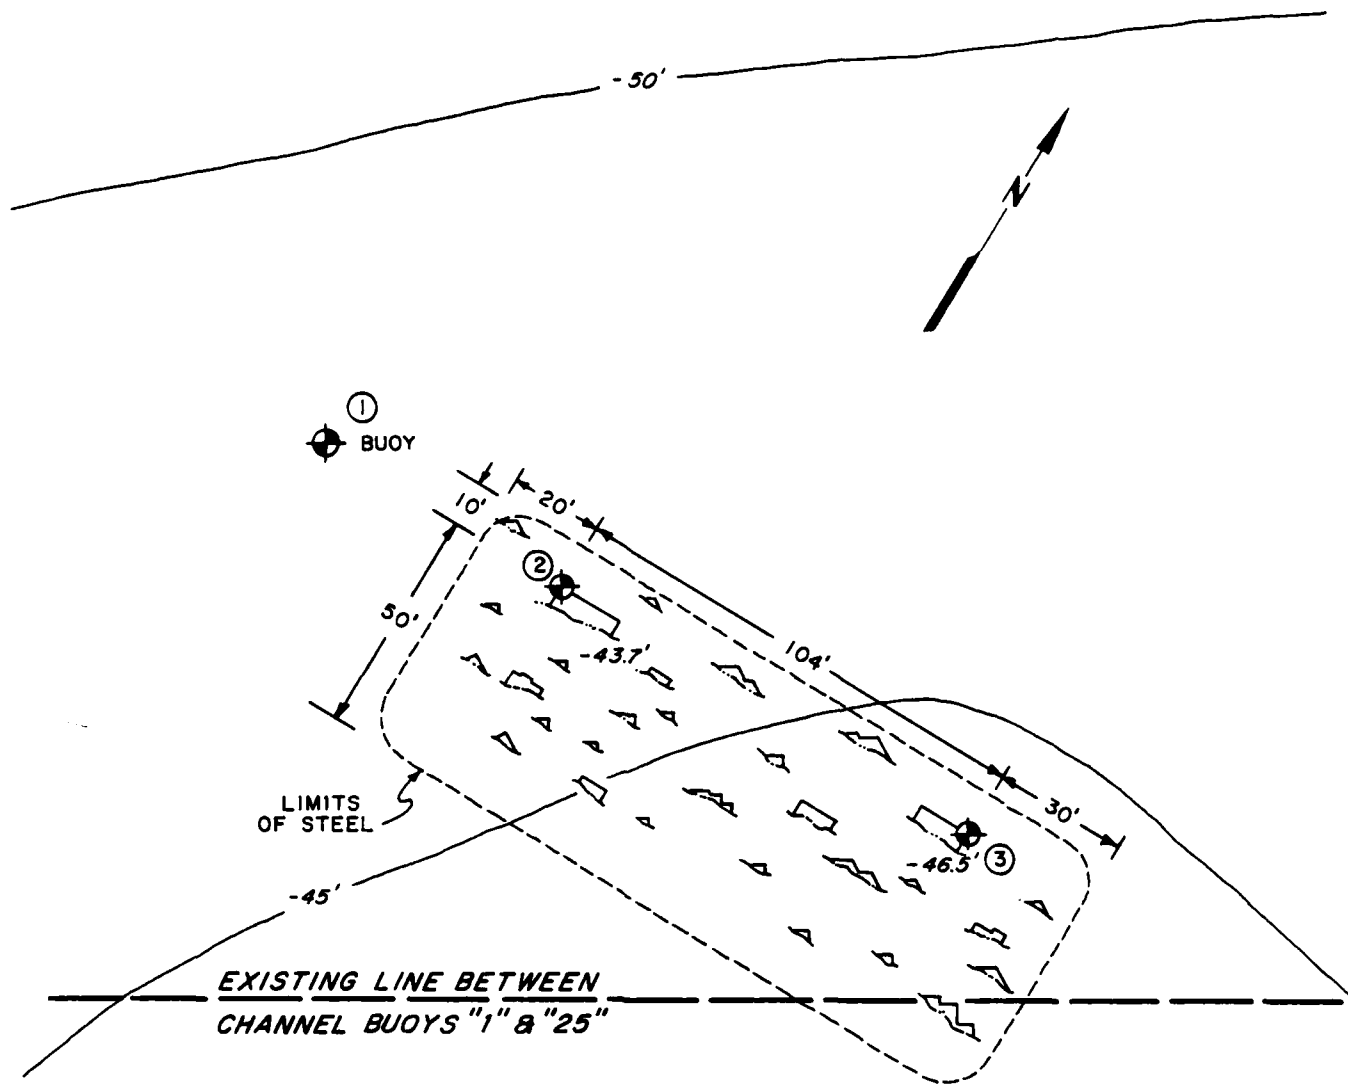 -50'
N
1
BUOY
10'
20'
2
50'
-43.7'
104'
LIMITS
OF STEEL
30'
-46.5'
3
-45'
EXISTING LINE BETWEEN
CHANNEL BUOYS "1" & "25"